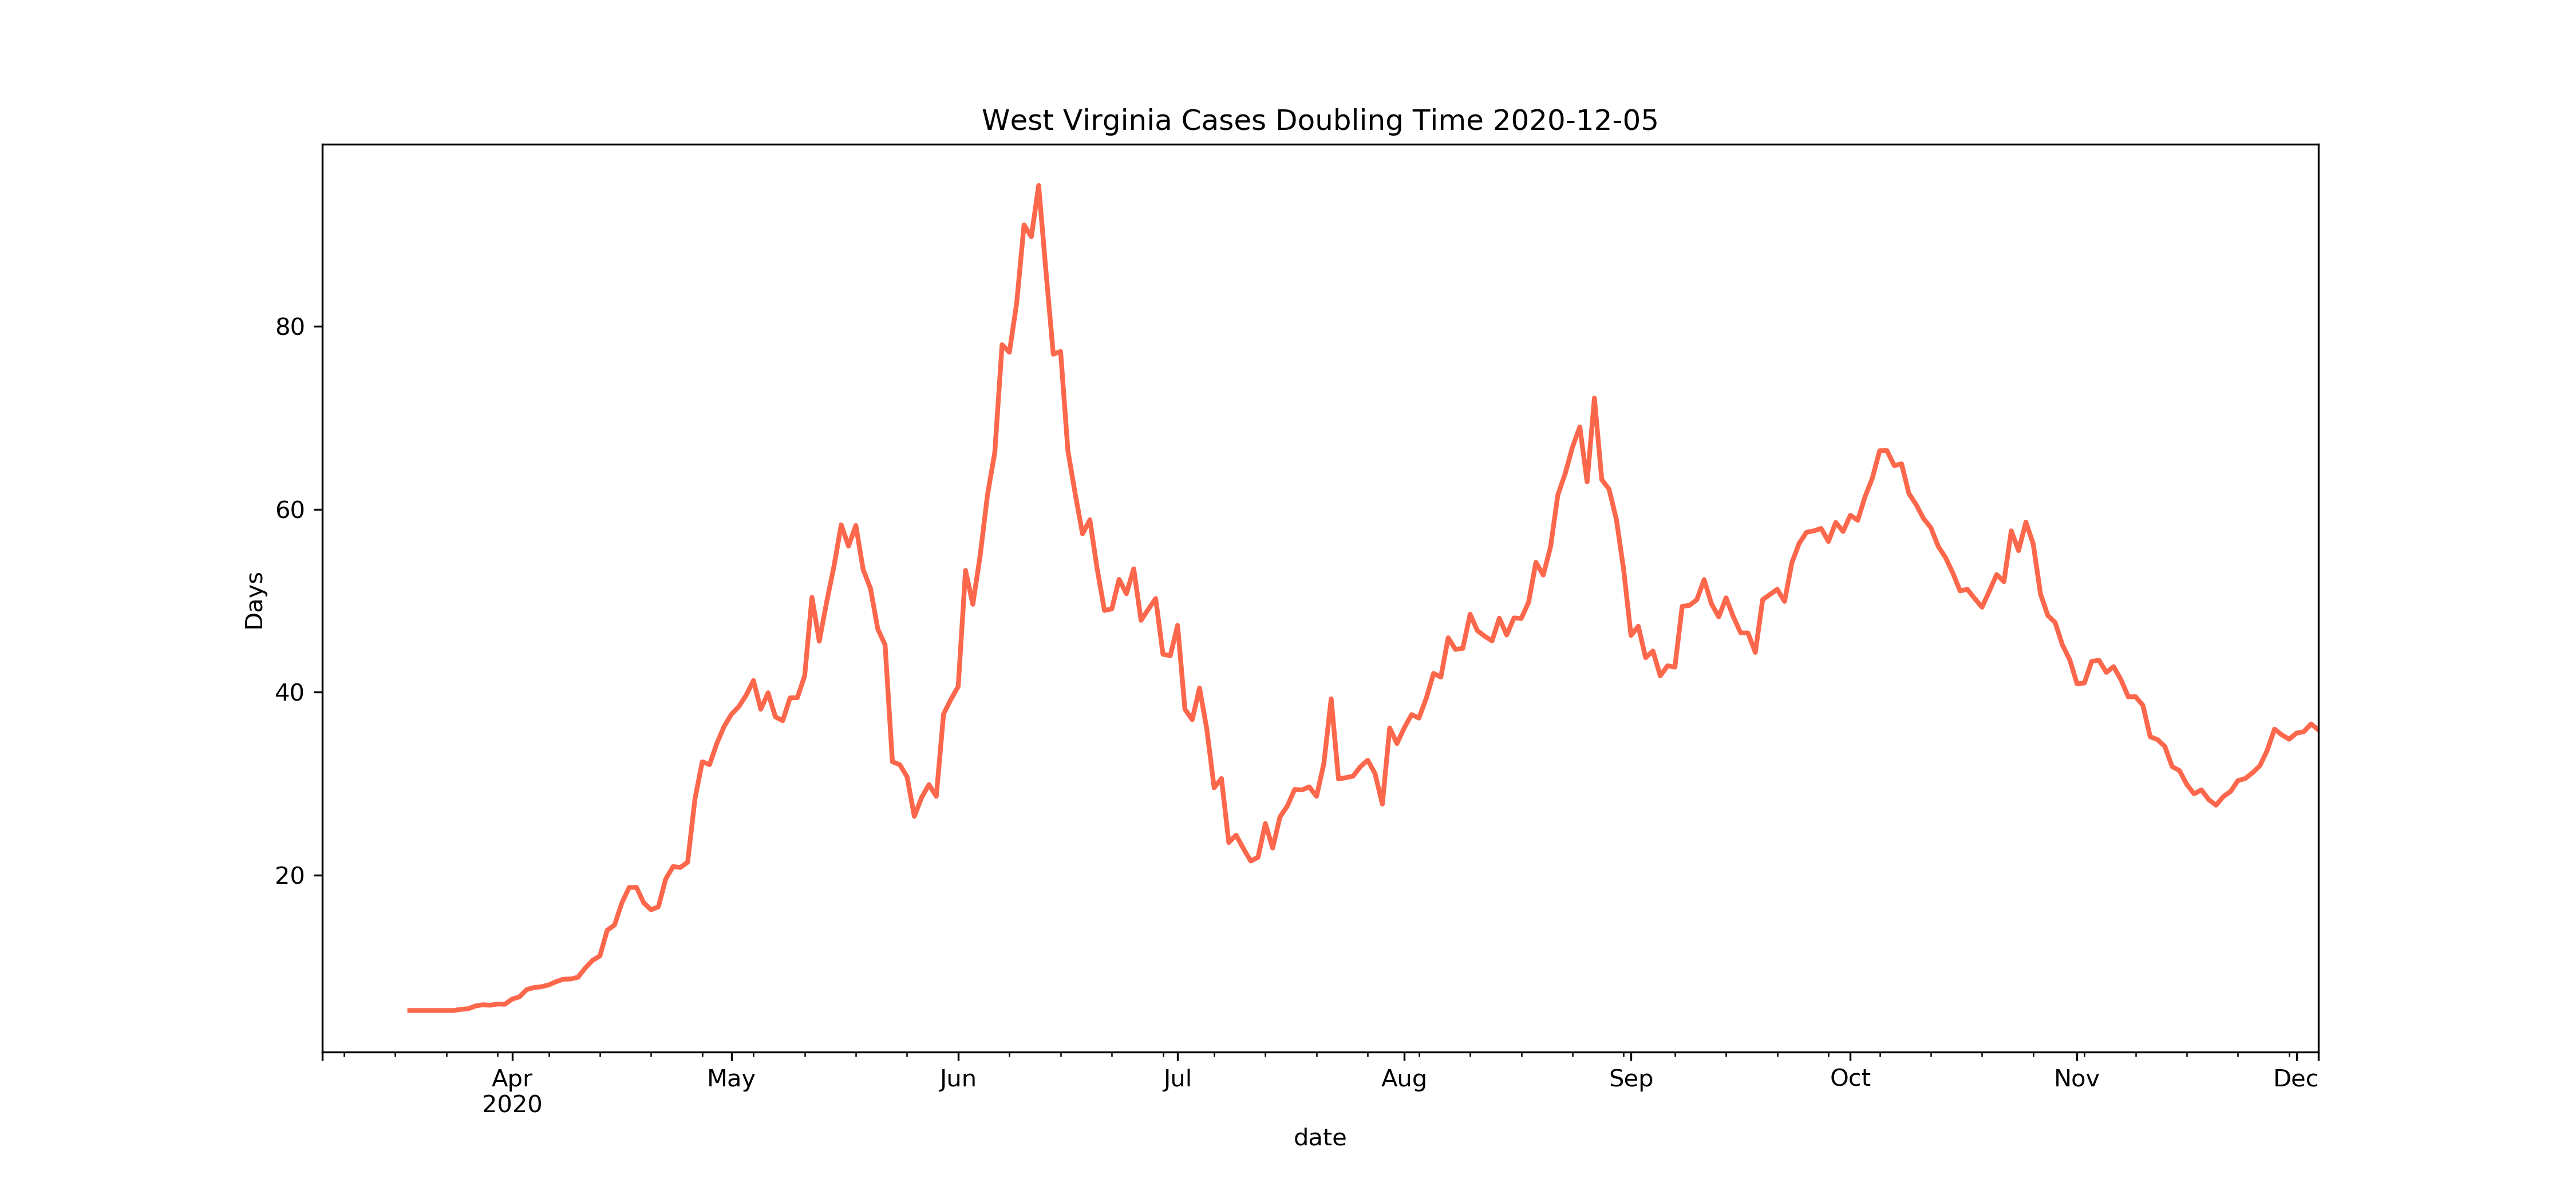 West Virginia Cases Doubling Time 2020-12-05
80
60
40
20
Days
Apr May Jun Jul Aug Sep Oct Nov Dec
2020
date